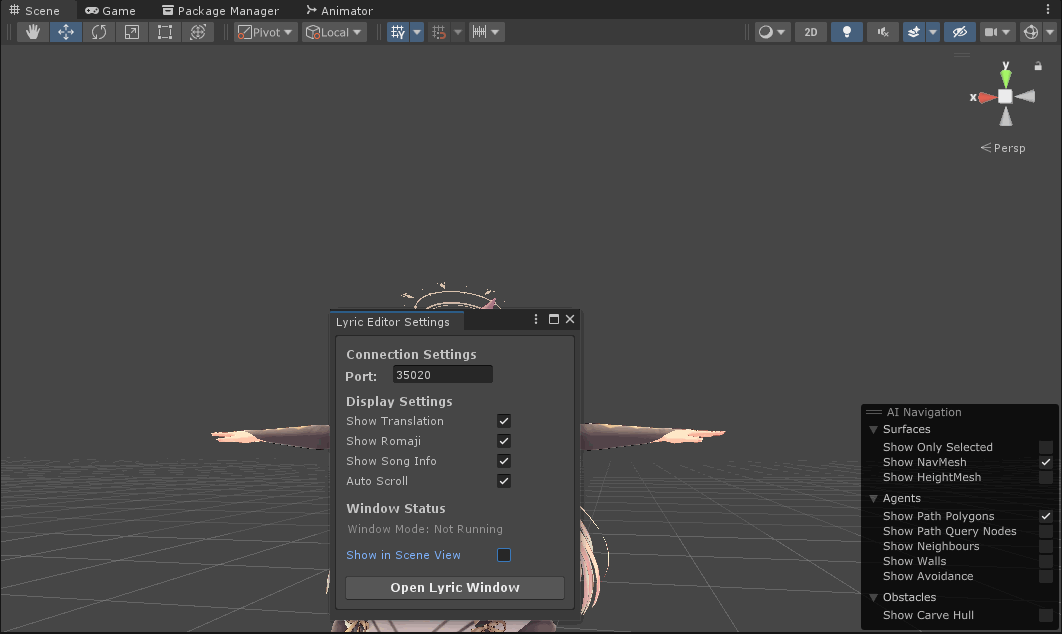 Scene Game Package Manager Animator
Pivot Local 2D
y
x
Persp
Lyric Editor Settings
Connection Settings
Port: 35020
Display Settings
Show Translation
Show Romaji
Show Song Info
Auto Scroll
Window Status
Window Mode: Not Running
Show in Scene View
Open Lyric Window
AI Navigation
Surfaces
Show Only Selected
Show NavMesh
Show HeightMesh
Agents
Show Path Polygons
Show Path Query Nodes
Show Neighbours
Show Walls
Show Avoidance
Obstacles
Show Carve Hull